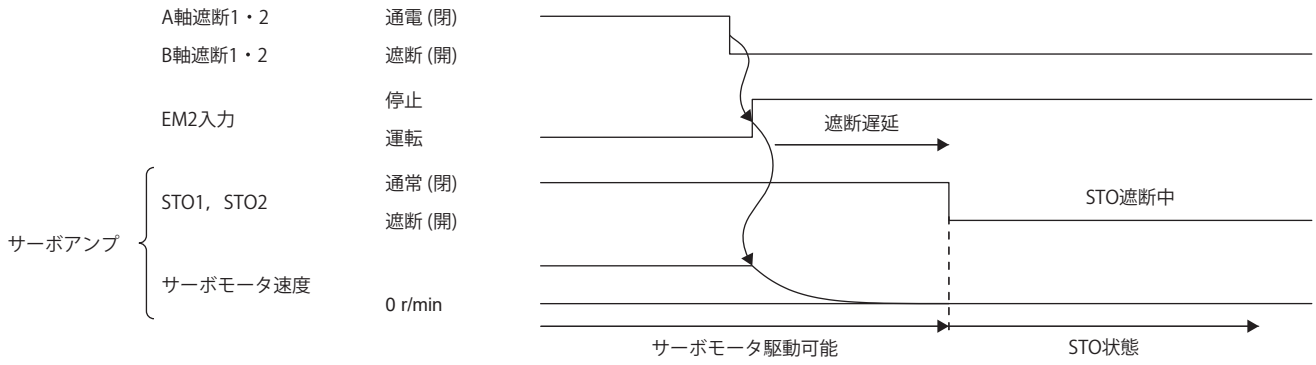 A軸遮断1・2 通電 (閉)
B軸遮断1・2 遮断 (開)
EM2入力
停止
運転
遮断遅延
サーボアンプ
STO1, STO2
通常 (閉)
遮断 (開)
STO遮断中
サーボモータ速度
0 r/min
サーボモータ駆動可能
STO状態